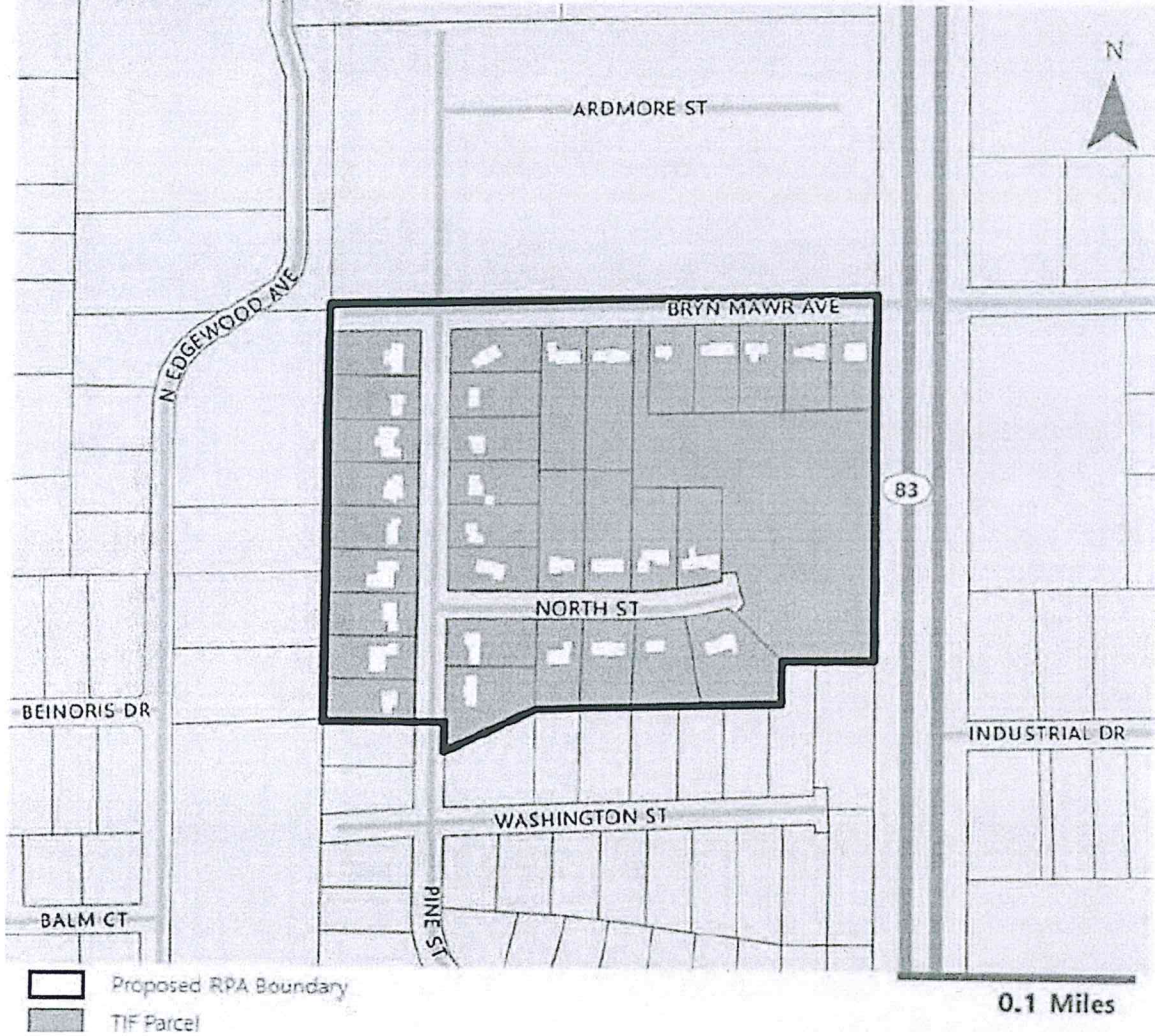 N
ARDMORE ST
N EDGEWOOD AVE
BRYN MAWR AVE
83
NORTH ST
BEINORIS DR
INDUSTRIAL DR
WASHINGTON ST
PINE ST
BALM CT
Proposed RPA Boundary
TIF Parcel
0.1 Miles